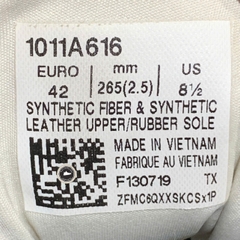 1011A616
EURO mm US
42 265(2.5) 8½
SYNTHETIC FIBER & SYNTHETIC
LEATHER UPPER/RUBBER SOLE
MADE IN VIETNAM
FABRIQUE AU VIETNAM
F130719 TX
ZFMC6QXXSKCSx1P